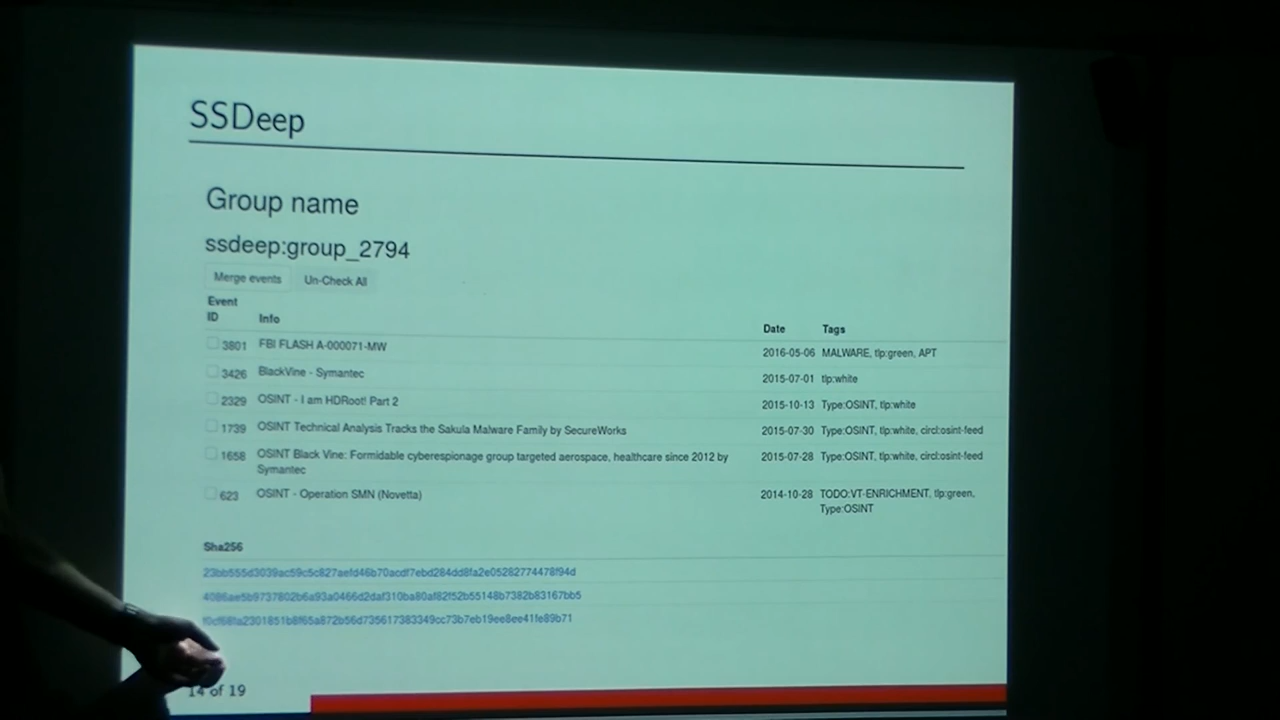 SSDeep
Group name
ssdeep:group_2794
Merge events Un-Check All
Event
ID Info Date Tags
3801 FBI FLASH A-000071-MW 2016-05-06 MALWARE, tlp:green, APT
3426 BlackVine - Symantec 2015-07-01 tlp:white
2329 OSINT - I am HDRoot! Part 2 2015-10-13 Type:OSINT, tlp:white
1739 OSINT Technical Analysis Tracks the Sakula Malware Family by SecureWorks 2015-07-30 Type:OSINT, tlp:white, circl:osint-feed
1658 OSINT Black Vine: Formidable cyberespionage group targeted aerospace, healthcare since 2012 by 2015-07-28 Type:OSINT, tlp:white, circl:osint-feed
Symantec
623 OSINT - Operation SMN (Novetta) 2014-10-28 TODO:VT-ENRICHMENT, tlp:green,
Type:OSINT
Sha256
14 of 19